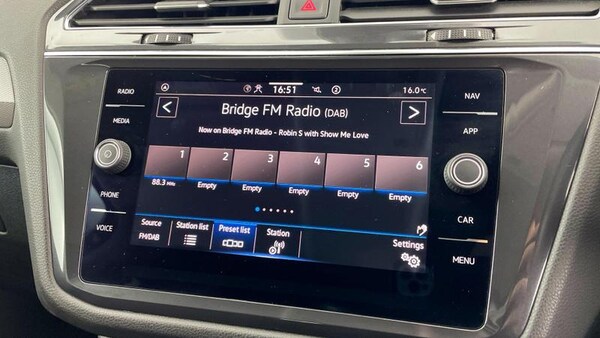 RADIO
MEDIA
PHONE
VOICE
NAV
APP
CAR
MENU
16:51
2
16.0°C
<
Bridge FM Radio (DAB)
>
Now on Bridge FM Radio - Robin S with Show Me Love
1 2 3 4 5 6
88.3 MHz Empty Empty Empty Empty Empty
Source Station list Preset list Station Settings
FM/DAB